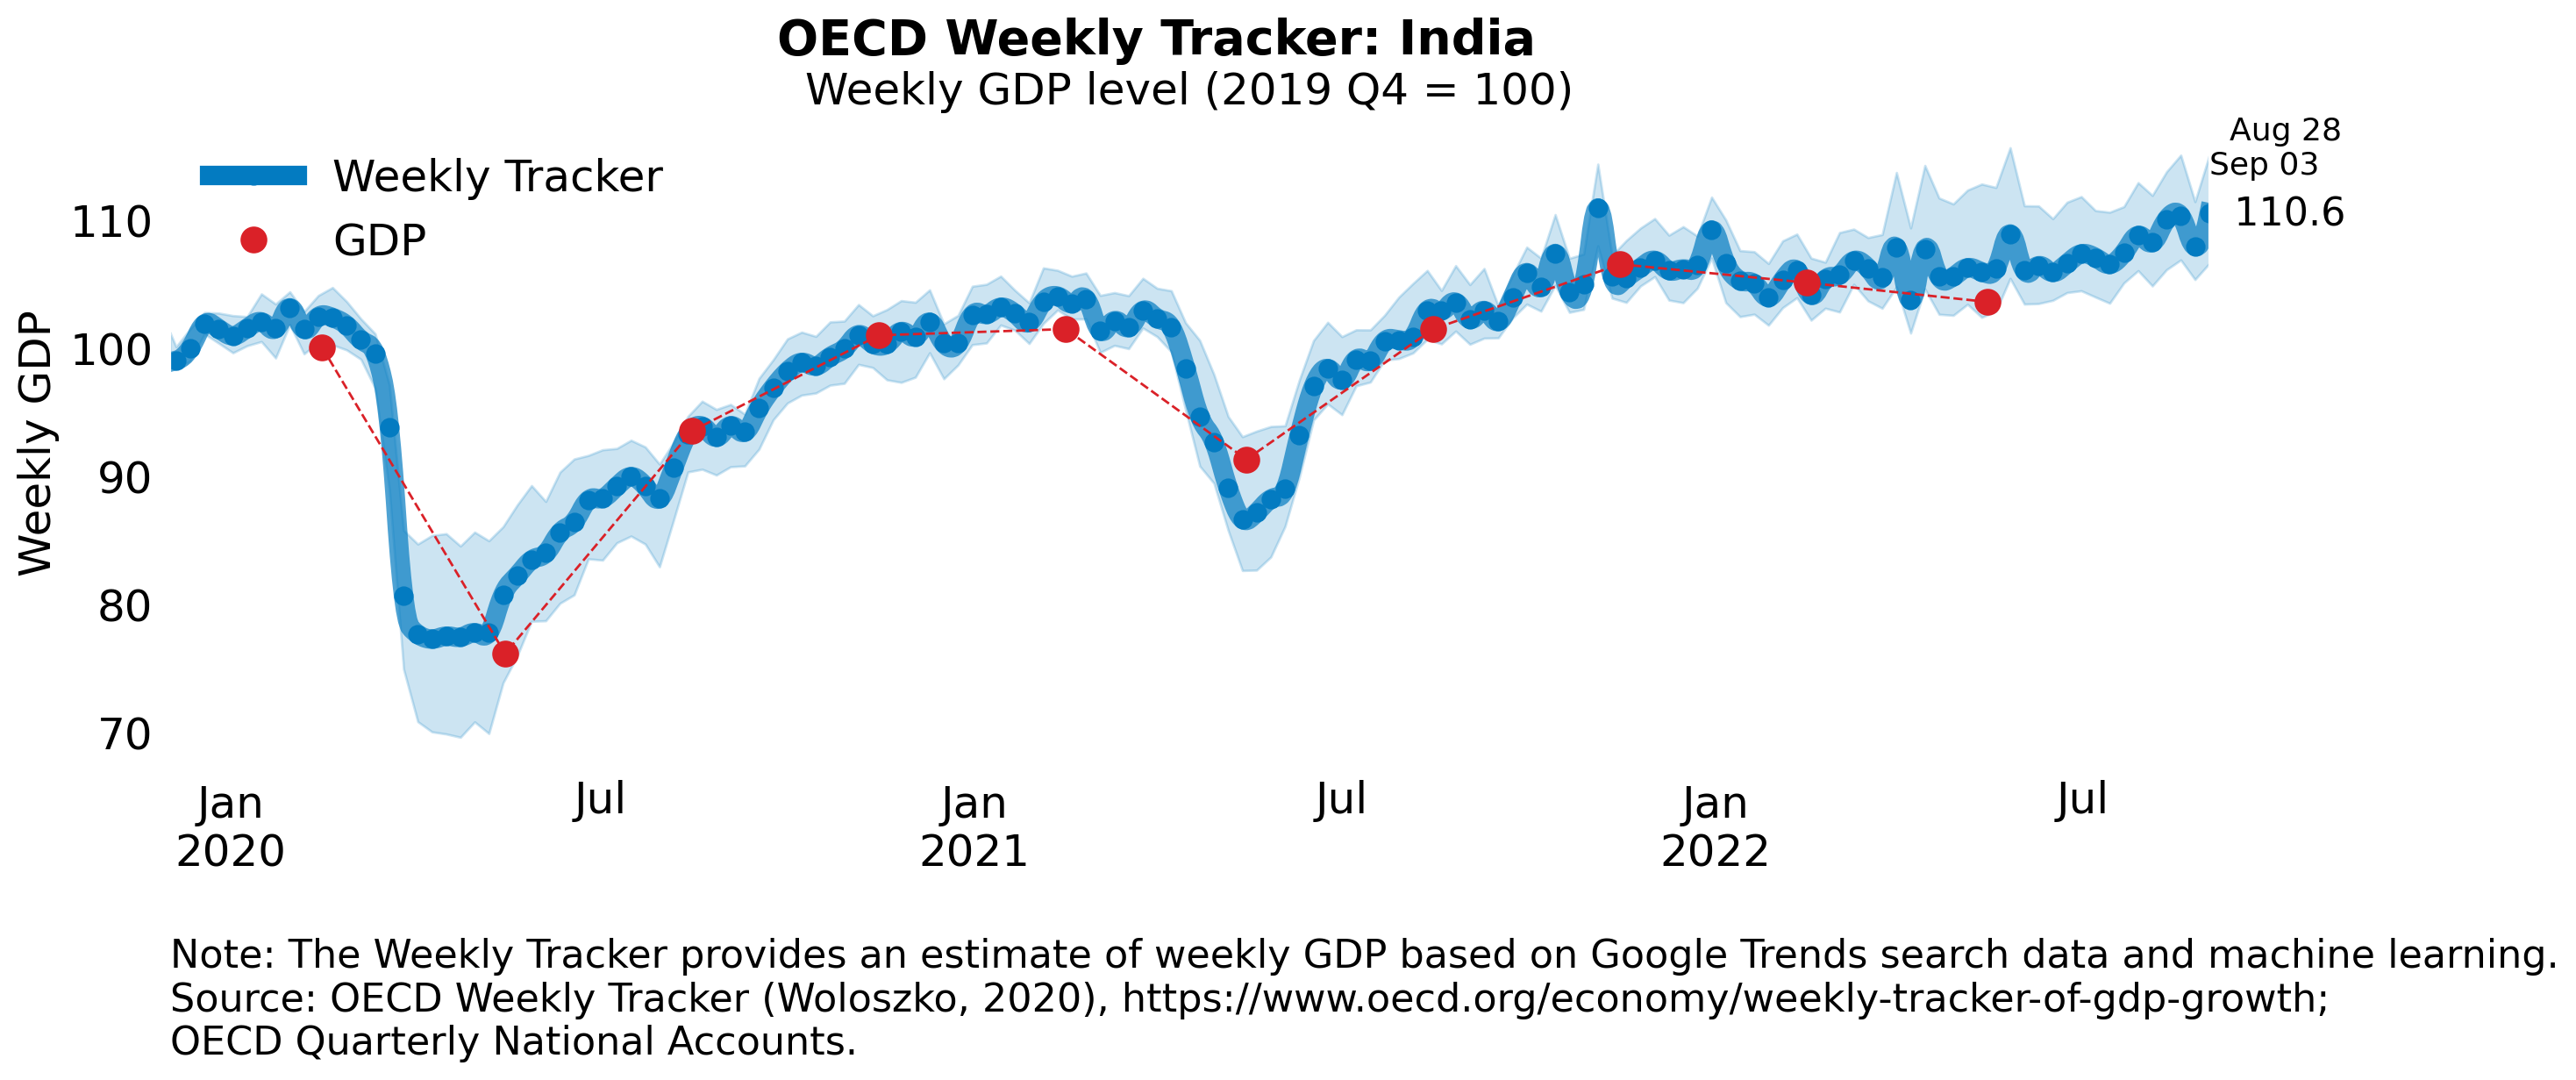 OECD Weekly Tracker: India
Weekly GDP level (2019 Q4 = 100)
Aug 28
Sep 03
110.6
Weekly Tracker
GDP
Weekly GDP
110
100
90
80
70
Jan
2020
Jul
Jan
2021
Jul
Jan
2022
Jul
Note: The Weekly Tracker provides an estimate of weekly GDP based on Google Trends search data and machine learning.
Source: OECD Weekly Tracker (Woloszko, 2020), https://www.oecd.org/economy/weekly-tracker-of-gdp-growth;
OECD Quarterly National Accounts.